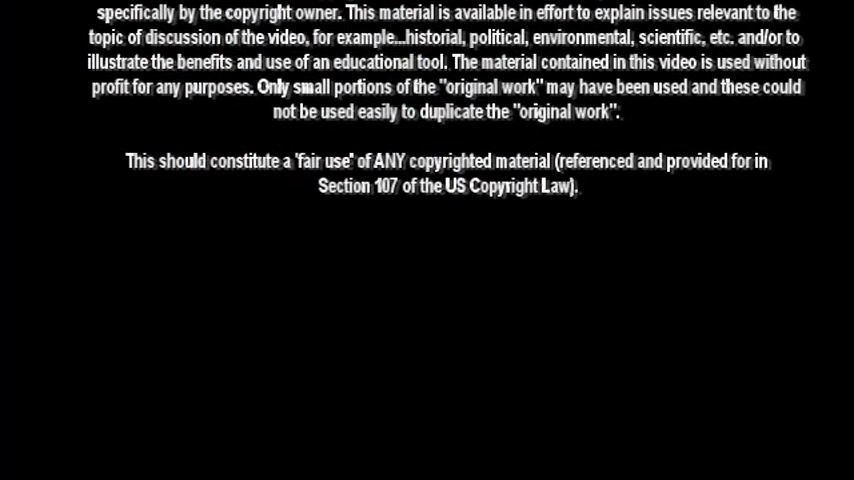 specifically by the copyright owner. This material is available in effort to explain issues relevant to the
topic of discussion of the video, for example...historial, political, environmental, scientific, etc. and/or to
illustrate the benefits and use of an educational tool. The material contained in this video is used without
profit for any purposes. Only small portions of the "original work" may have been used and these could
not be used easily to duplicate the "original work".
This should constitute a 'fair use' of ANY copyrighted material (referenced and provided for in
Section 107 of the US Copyright Law).